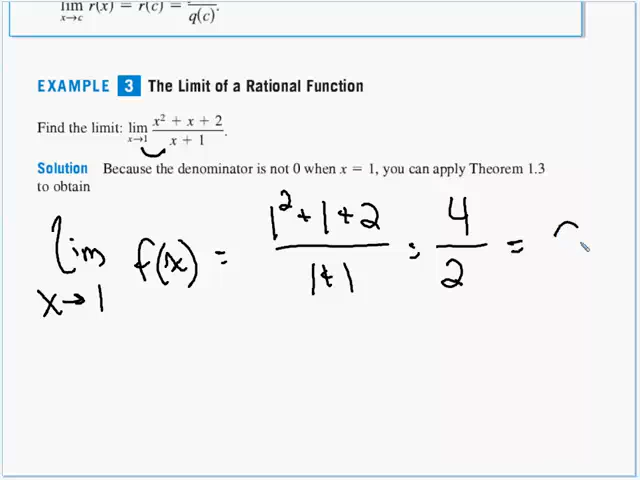 lim r(x) = r(c) =
x→c q(c).
EXAMPLE 3 The Limit of a Rational Function
Find the limit: lim x→1 x² + x + 2 / x + 1.
Solution Because the denominator is not 0 when x = 1, you can apply Theorem 1.3
to obtain
lim x→1 f(x) = 1² + 1 + 2 / 1 + 1 = 4 / 2 =